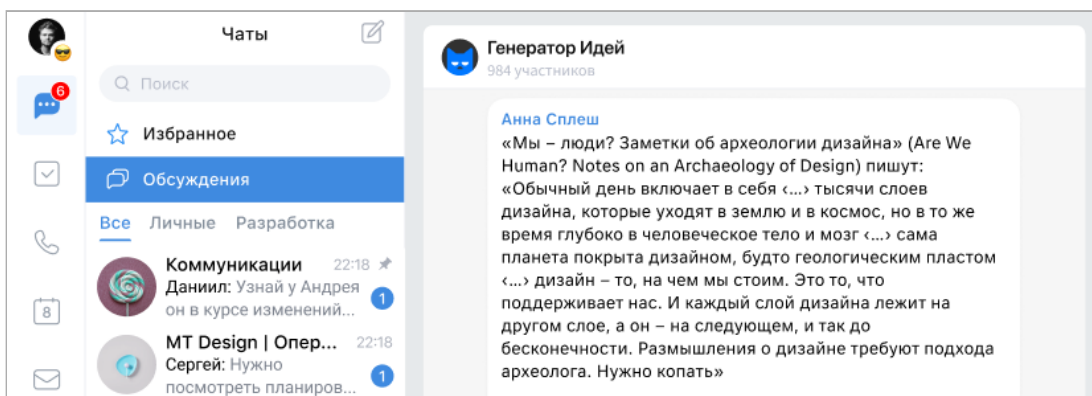 6
8
Чаты
Поиск
Избранное
Обсуждения
Все Личные Разработка
Коммуникации 22:18
Даниил: Узнай у Андрея
он в курсе изменений...
1
MT Design | Опер... 22:18
Сергей: Нужно
посмотреть планиров...
1
Генератор Идей
984 участников
Анна Сплеш
«Мы – люди? Заметки об археологии дизайна» (Are We
Human? Notes on an Archaeology of Design) пишут:
«Обычный день включает в себя ‹...› тысячи слоев
дизайна, которые уходят в землю и в космос, но в то же
время глубоко в человеческое тело и мозг ‹...› сама
планета покрыта дизайном, будто геологическим пластом
‹...› дизайн – то, на чем мы стоим. Это то, что
поддерживает нас. И каждый слой дизайна лежит на
другом слое, а он – на следующем, и так до
бесконечности. Размышления о дизайне требуют подхода
археолога. Нужно копать»